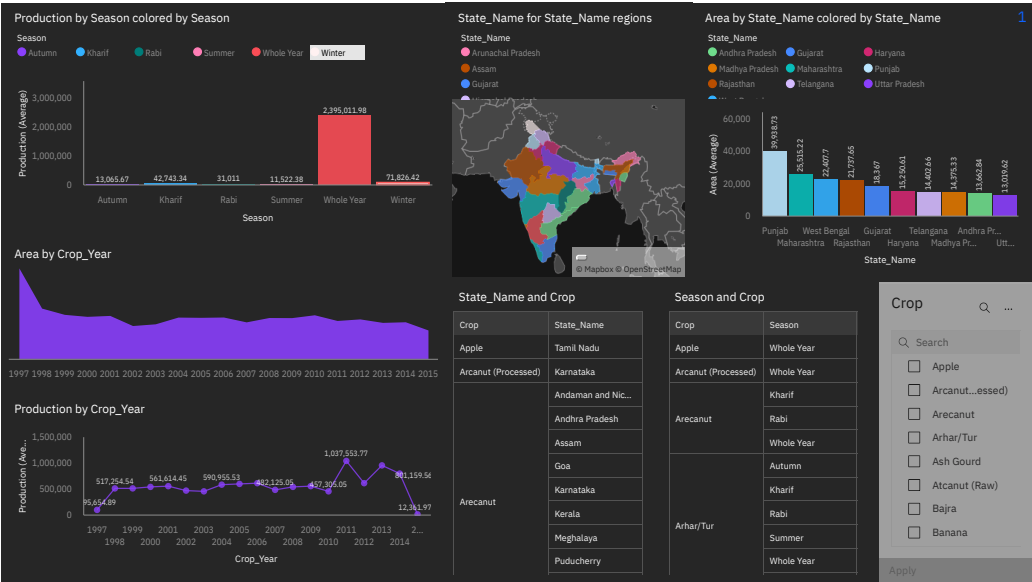 Production by Season colored by Season
Season
Autumn Kharif Rabi Summer Whole Year Winter
Production (Average)
3,000,000
2,000,000
1,000,000
0
13,065.67 42,743.34 31,011 11,522.38 2,395,011.98 71,826.42
Autumn Kharif Rabi Summer Whole Year Winter
Season
State_Name for State_Name regions
State_Name
Arunachal Pradesh
Assam
Gujarat
© Mapbox © OpenStreetMap
Area by State_Name colored by State_Name
1
State_Name
Andhra Pradesh Gujarat Haryana
Madhya Pradesh Maharashtra Punjab
Rajasthan Telangana Uttar Pradesh
Area (Average)
60,000
40,000
20,000
0
39,938.73 25,515.22 22,407.7 21,737.65 18,367 15,250.61 14,402.66 14,375.33 13,662.84 13,019.62
Punjab West Bengal Gujarat Telangana Andhra Pr...
Maharashtra Rajasthan Haryana Madhya Pr... Utt...
State_Name
Area by Crop_Year
1997 1998 1999 2000 2001 2002 2003 2004 2005 2006 2007 2008 2009 2010 2011 2012 2013 2014 2015
Production by Crop_Year
Production (Ave...
1,500,000
1,000,000
500,000
0
95,654.89 517,254.54 561,614.45 590,955.53 482,125.05 457,305.05 1,037,553.77 801,159.56 12,361.97
1997 1999 2001 2003 2005 2007 2009 2011 2013 2...
1998 2000 2002 2004 2006 2008 2010 2012 2014
Crop_Year
State_Name and Crop
Crop State_Name
Apple Tamil Nadu
Arcanut (Processed) Karnataka
Arecanut
Andaman and Nic...
Andhra Pradesh
Assam
Goa
Karnataka
Kerala
Meghalaya
Puducherry
Season and Crop
Crop Season
Apple Whole Year
Arcanut (Processed) Whole Year
Arecanut
Kharif
Rabi
Whole Year
Arhar/Tur
Autumn
Kharif
Rabi
Summer
Whole Year
Crop
...
Search
Apple
Arcanut...essed)
Arecanut
Arhar/Tur
Ash Gourd
Atcanut (Raw)
Bajra
Banana
Apply